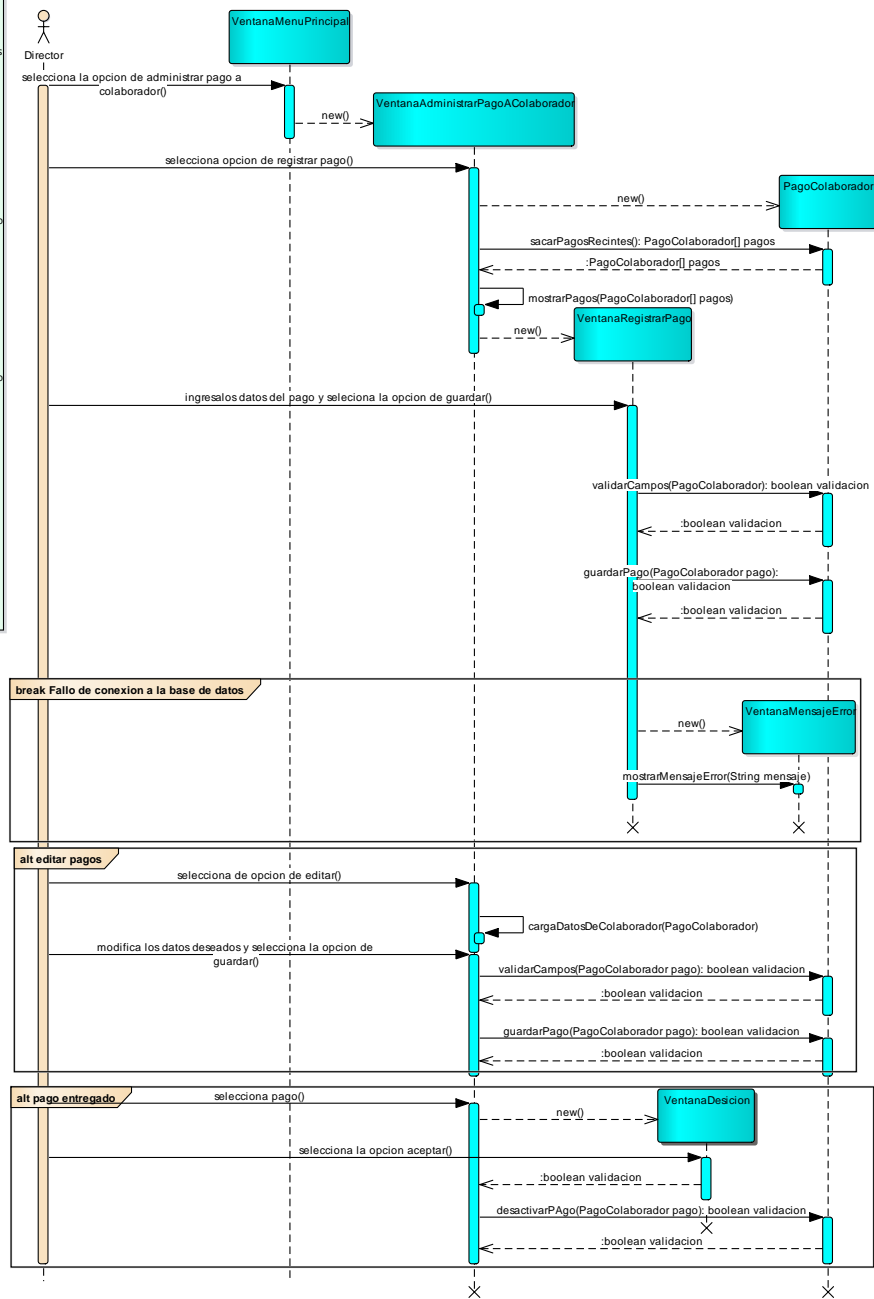 VentanaMenuPrincipal
Director
selecciona la opcion de administrar pago a
colaborador()
VentanaAdministrarPagoAColaborador
new()
selecciona opcion de registrar pago()
PagoColaborador
new()
sacarPagosRecintes(): PagoColaborador[] pagos
:PagoColaborador[] pagos
mostrarPagos(PagoColaborador[] pagos)
VentanaRegistrarPago
new()
ingresalos datos del pago y seleciona la opcion de guardar()
validarCampos(PagoColaborador): boolean validacion
:boolean validacion
guardarPago(PagoColaborador pago):
boolean validacion
:boolean validacion
break Fallo de conexion a la base de datos
VentanaMensajeError
new()
mostrarMensajeError(String mensaje)
alt editar pagos
selecciona de opcion de editar()
cargaDatosDeColaborador(PagoColaborador)
modifica los datos deseados y selecciona la opcion de
guardar()
validarCampos(PagoColaborador pago): boolean validacion
:boolean validacion
guardarPago(PagoColaborador pago): boolean validacion
:boolean validacion
alt pago entregado
selecciona pago()
VentanaDesicion
new()
selecciona la opcion aceptar()
:boolean validacion
desactivarPAgo(PagoColaborador pago): boolean validacion
:boolean validacion